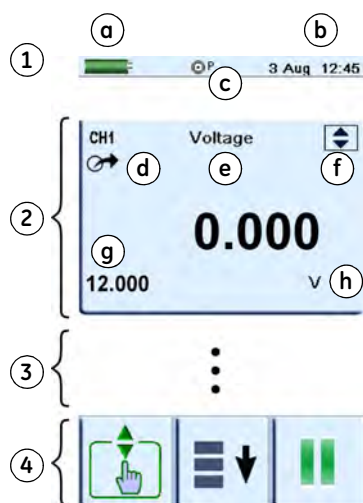 a b
1 P 3 Aug 12:45
c
CH1 Voltage
d e f
2 0.000
g
12.000 V h
3
4